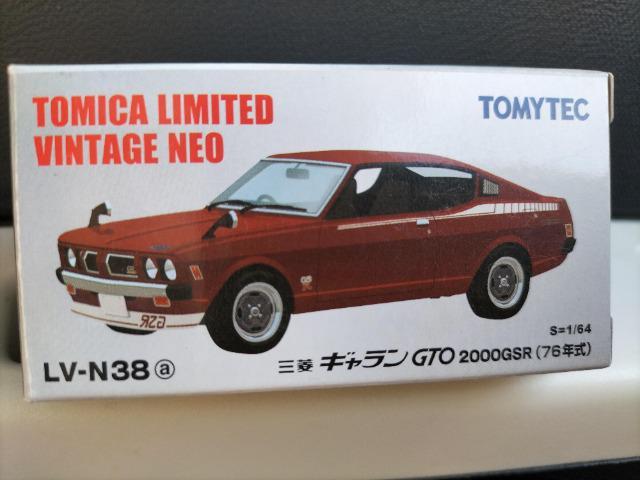 TOMICA LIMITED
VINTAGE NEO
TOMYTEC
GSR
S=1/64
LV-N38 ⓐ
三菱 ギャラン GTO 2000GSR (76年式)